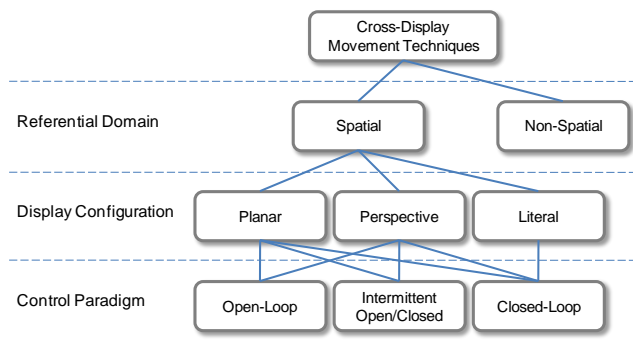 Cross-Display
Movement Techniques
Referential Domain
Spatial
Non-Spatial
Display Configuration
Planar
Perspective
Literal
Control Paradigm
Open-Loop
Intermittent
Open/Closed
Closed-Loop